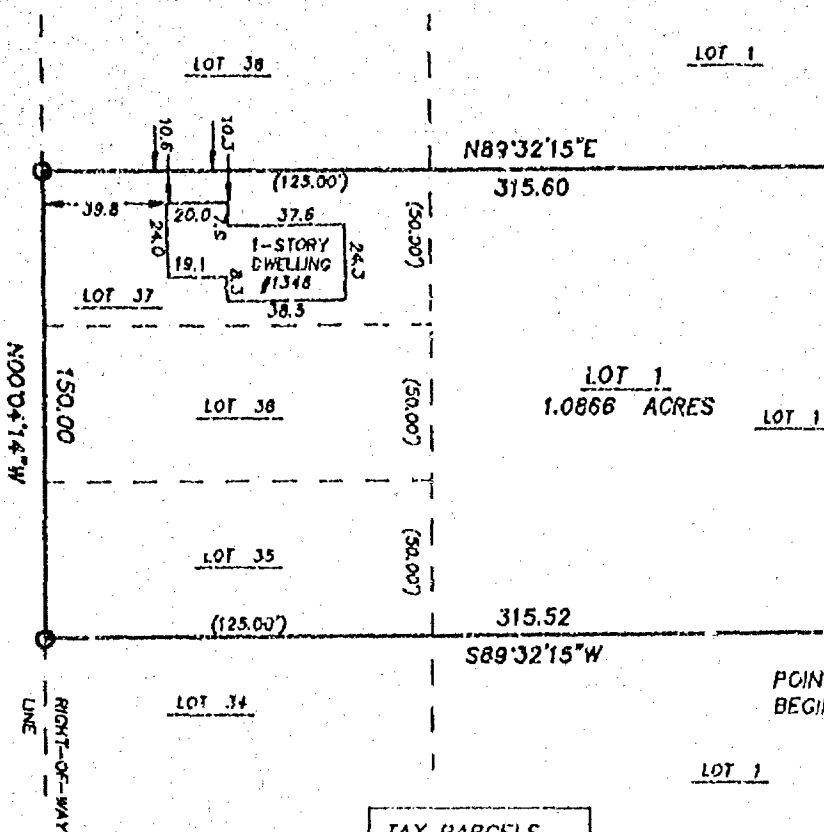 LOT 38
LOT 1
10.6
10.3
N89°32'15"E
(125.00')
315.60
39.8
20.0
7.5
37.6
(50.00')
24.0
1-STORY
DWELLING
#1348
24.3
19.1
8.3
38.3
LOT 37
N00°04'14"W
150.00
LOT 36
(50.00')
LOT 1
1.0866 ACRES
LOT 1
LOT 35
(50.00')
(125.00')
315.52
S89°32'15"W
LOT 34
RIGHT-OF-WAY
LINE
POIN
BEGI
LOT 1
TAX PARCELS